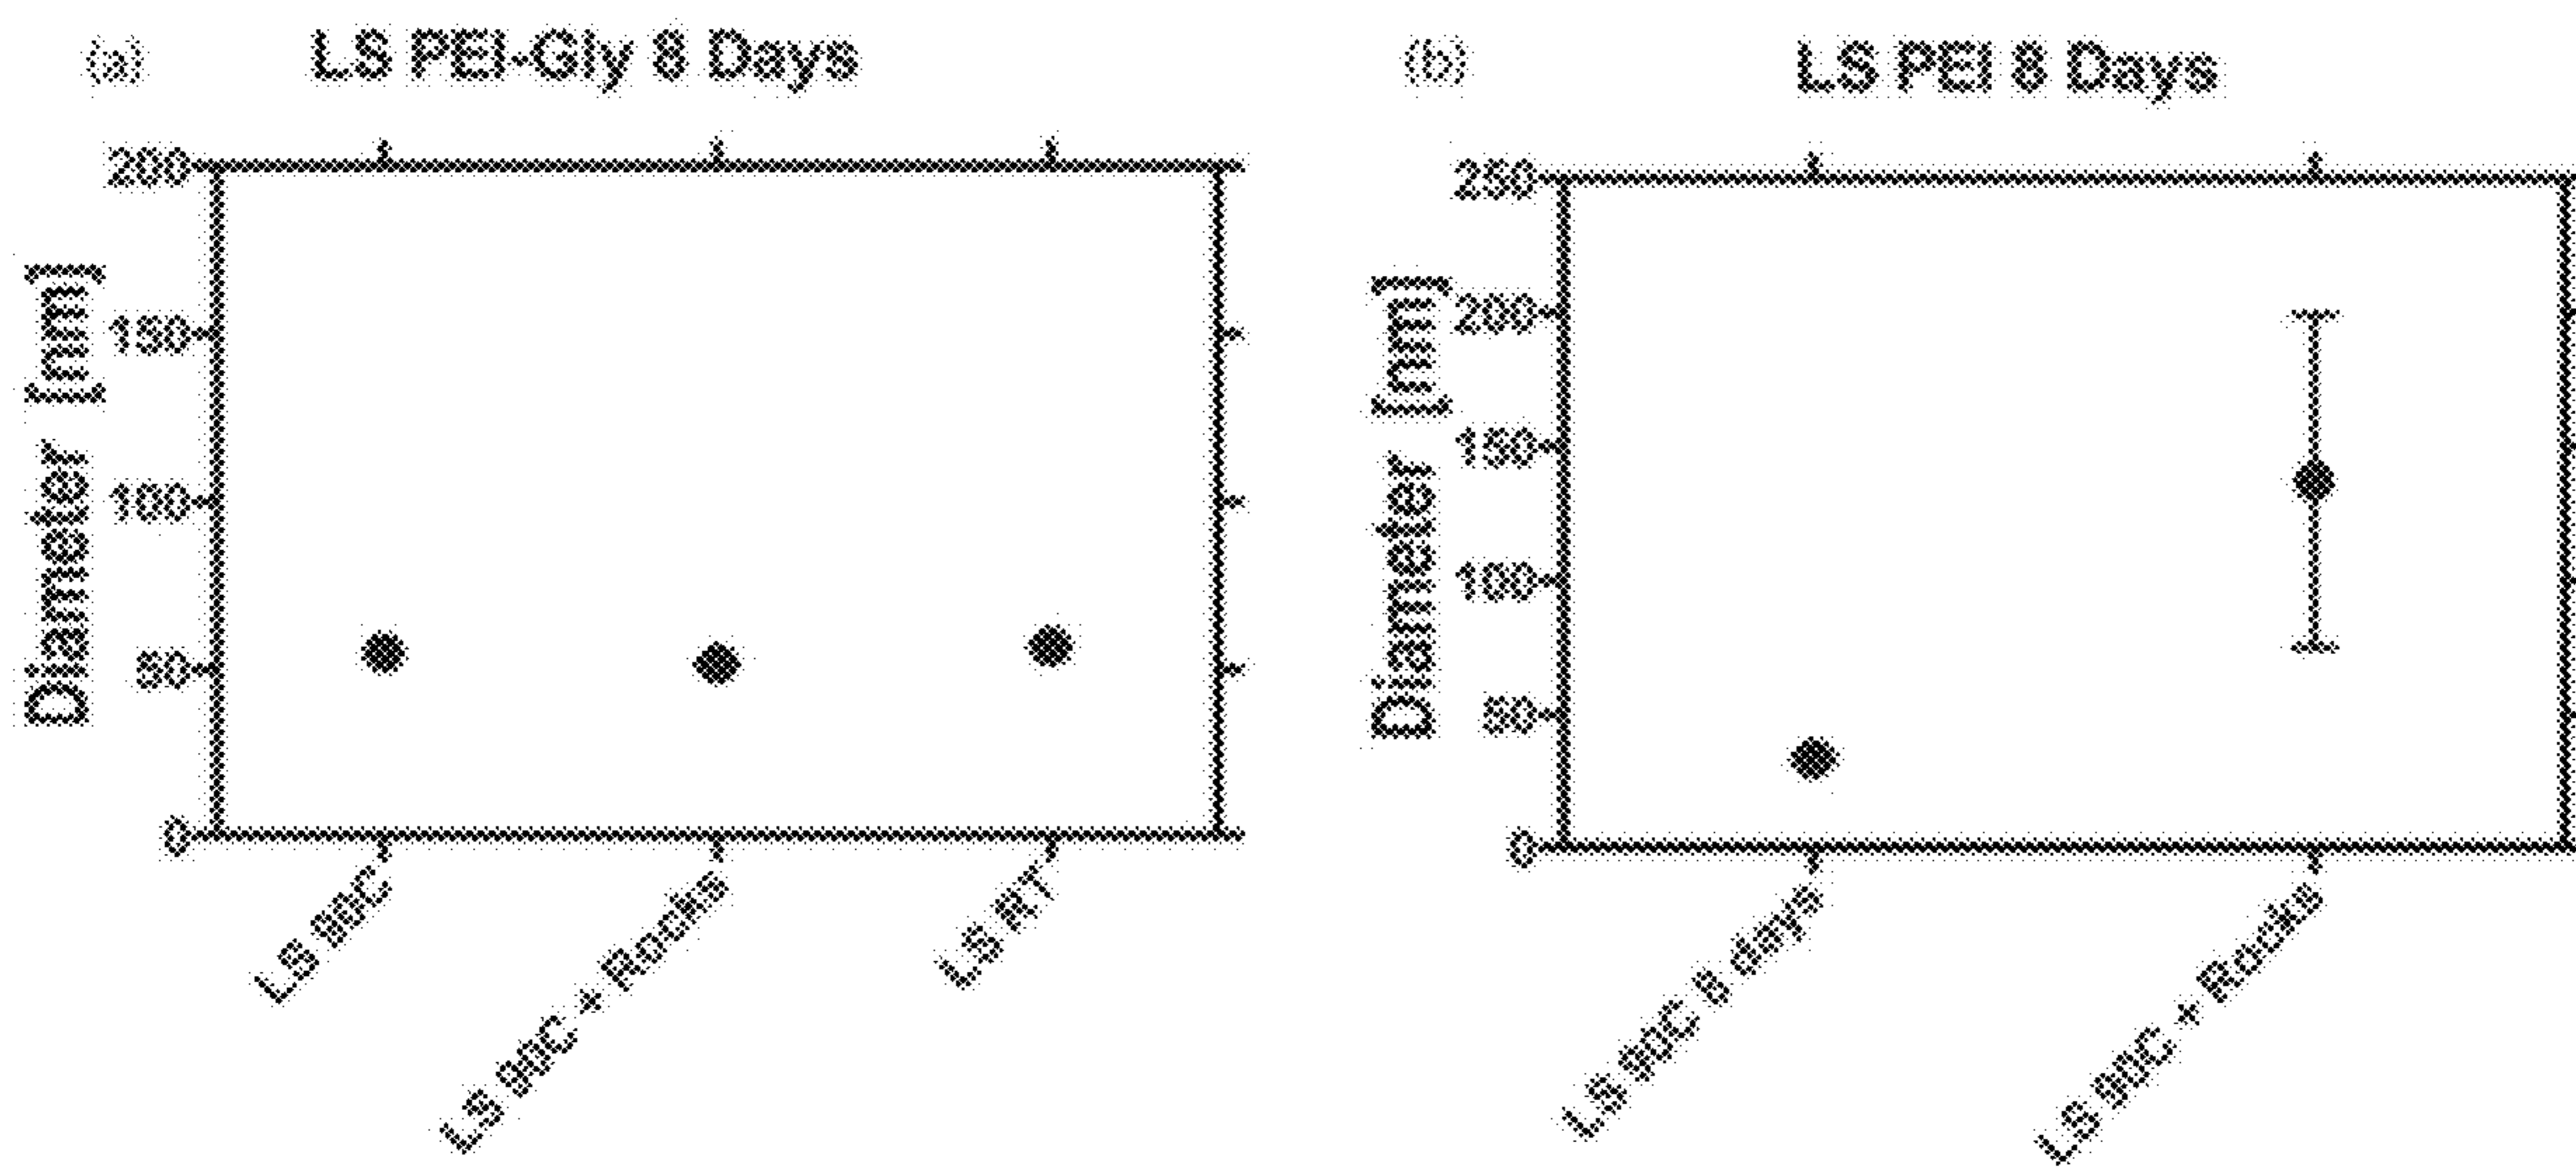 (a) LS PEI-Gly 8 Days
200
150
100
50
0
Diameter [nm]
LS 90C
LS 90C + Rocks
LS RT
(b) LS PEI 8 Days
250
200
150
100
50
0
Diameter [nm]
LS 90C 8 days
LS 90C + Rocks